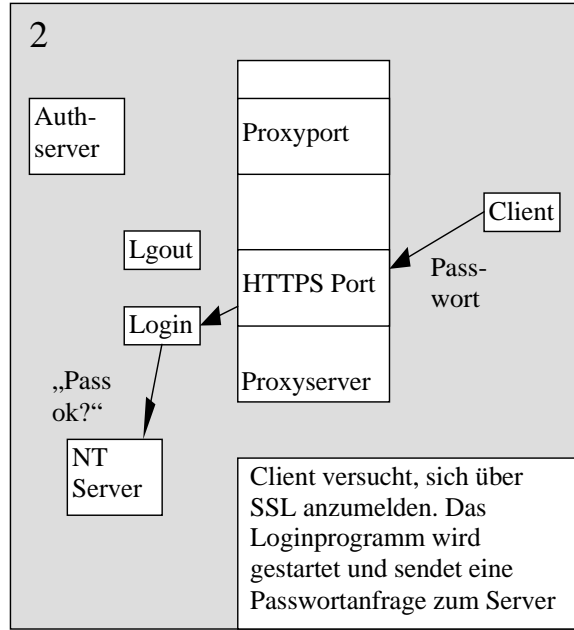 2
Auth-
server
Proxyport
Client
Lgout
HTTPS Port
Pass-
wort
Login
„Pass
ok?“
Proxyserver
NT
Server
Client versucht, sich über
SSL anzumelden. Das
Loginprogramm wird
gestartet und sendet eine
Passwortanfrage zum Server